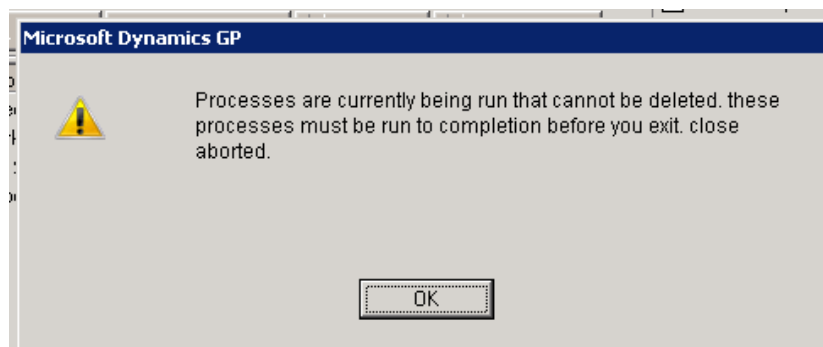 Microsoft Dynamics GP
Processes are currently being run that cannot be deleted. these
processes must be run to completion before you exit. close
aborted.
OK